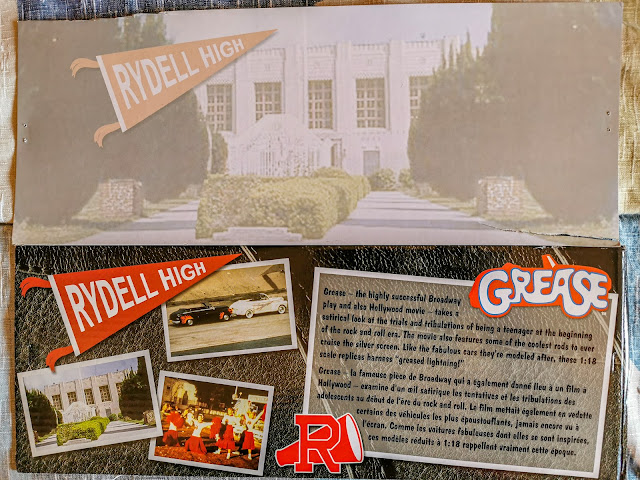 RYDELL HIGH
RYDELL HIGH
GREASE
Grease – the highly successful Broadway
play and also Hollywood movie – takes a
satirical look at the trials and tribulations of being a teenager at the beginning
of the rock and roll era. The movie also features some of the coolest rods to ever
cruise the silver screen. Like the fabulous cars they're modeled after, these 1:18
scale replicas harness "greased lightning!"
Grease – la fameuse pièce de Broadway qui a également donné lieu à un film à
Hollywood – examine d'un œil satirique les tentatives et les tribulations des
adolescents au début de l'ère du rock and roll. Le film mettait également en vedette
certains des véhicules les plus époustouflants, jamais encore vu à
l'écran. Comme les voitures fabuleuses dont elles se sont inspirées,
ces modèles réduits à 1:18 rappellent vraiment cette époque.
R